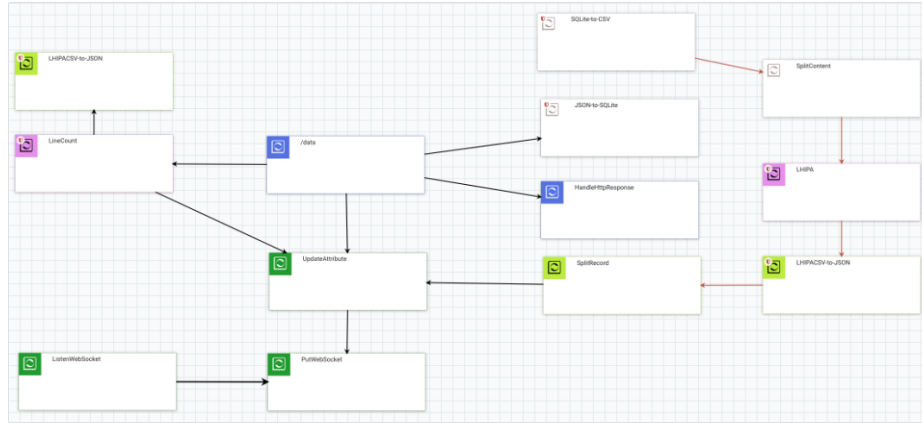 SQLite-to-CSV
LHIPACSV-to-JSON
SplitContent
JSON-to-SQLite
LineCount
/data
LHIPA
HandleHttpResponse
UpdateAttribute
SplitRecord
LHIPACSV-to-JSON
ListenWebSocket
PutWebSocket